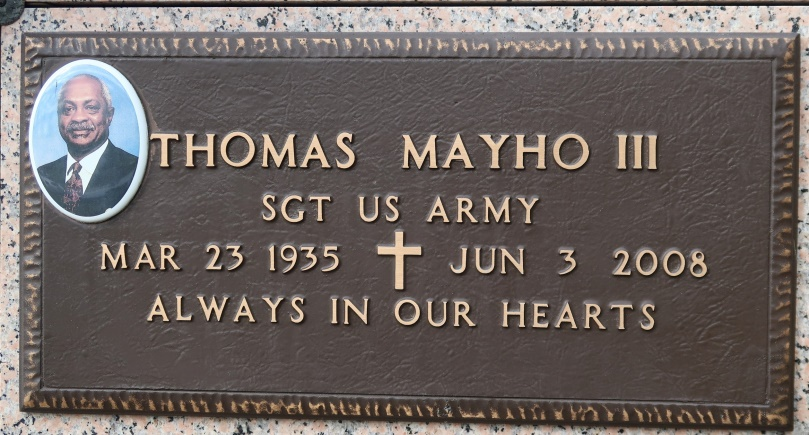 THOMAS MAYHO III
SGT US ARMY
MAR 23 1935 JUN 3 2008
ALWAYS IN OUR HEARTS